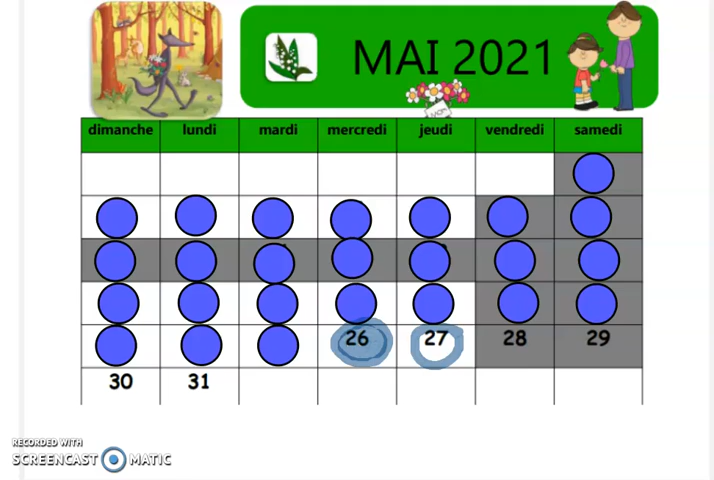 MAI 2021
dimanche lundi mardi mercredi jeudi vendredi samedi
26 27 28 29
30 31
RECORDED WITH
SCREENCAST MATIC